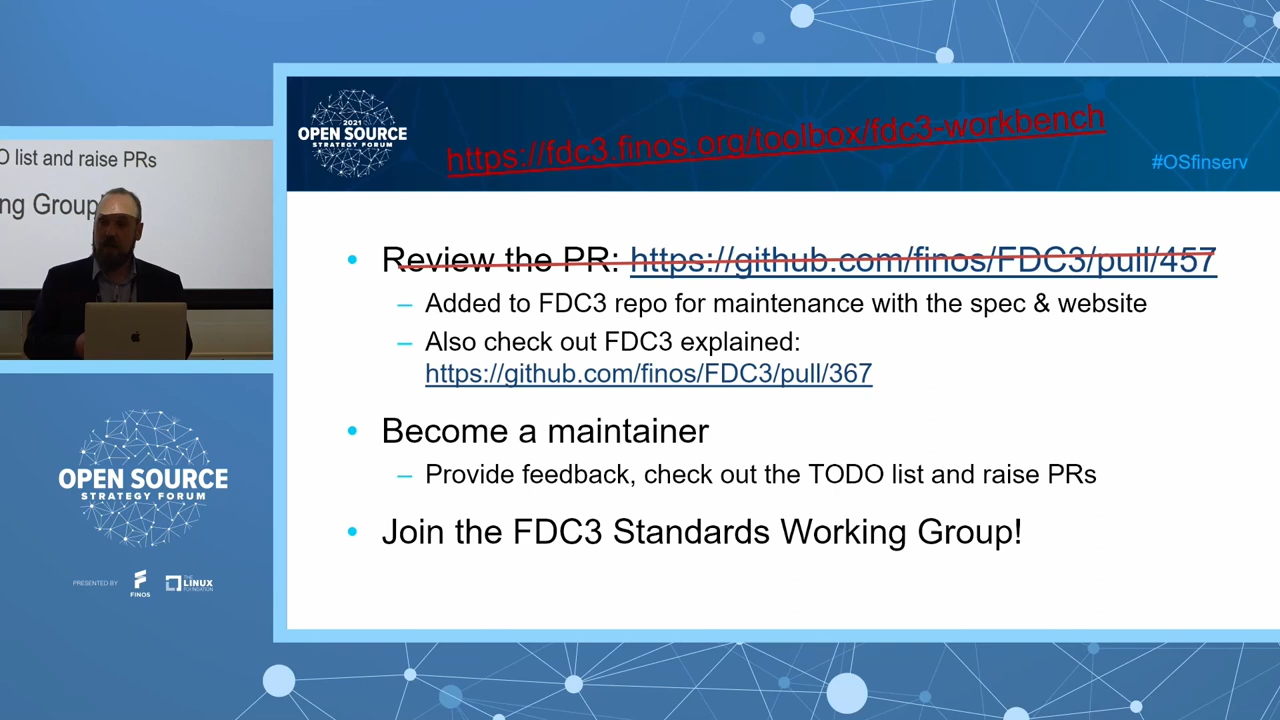 O list and raise PRs
ng Group
OPEN SOURCE
STRATEGY FORUM
PRESENTED BY
FINOS
THE
LINUX
FOUNDATION
2021
OPEN SOURCE
STRATEGY FORUM
https://fdc3.finos.org/toolbox/fdc3-workbench
#OSfinserv
• Review the PR: https://github.com/finos/FDC3/pull/457
– Added to FDC3 repo for maintenance with the spec & website
– Also check out FDC3 explained:
https://github.com/finos/FDC3/pull/367
• Become a maintainer
– Provide feedback, check out the TODO list and raise PRs
• Join the FDC3 Standards Working Group!